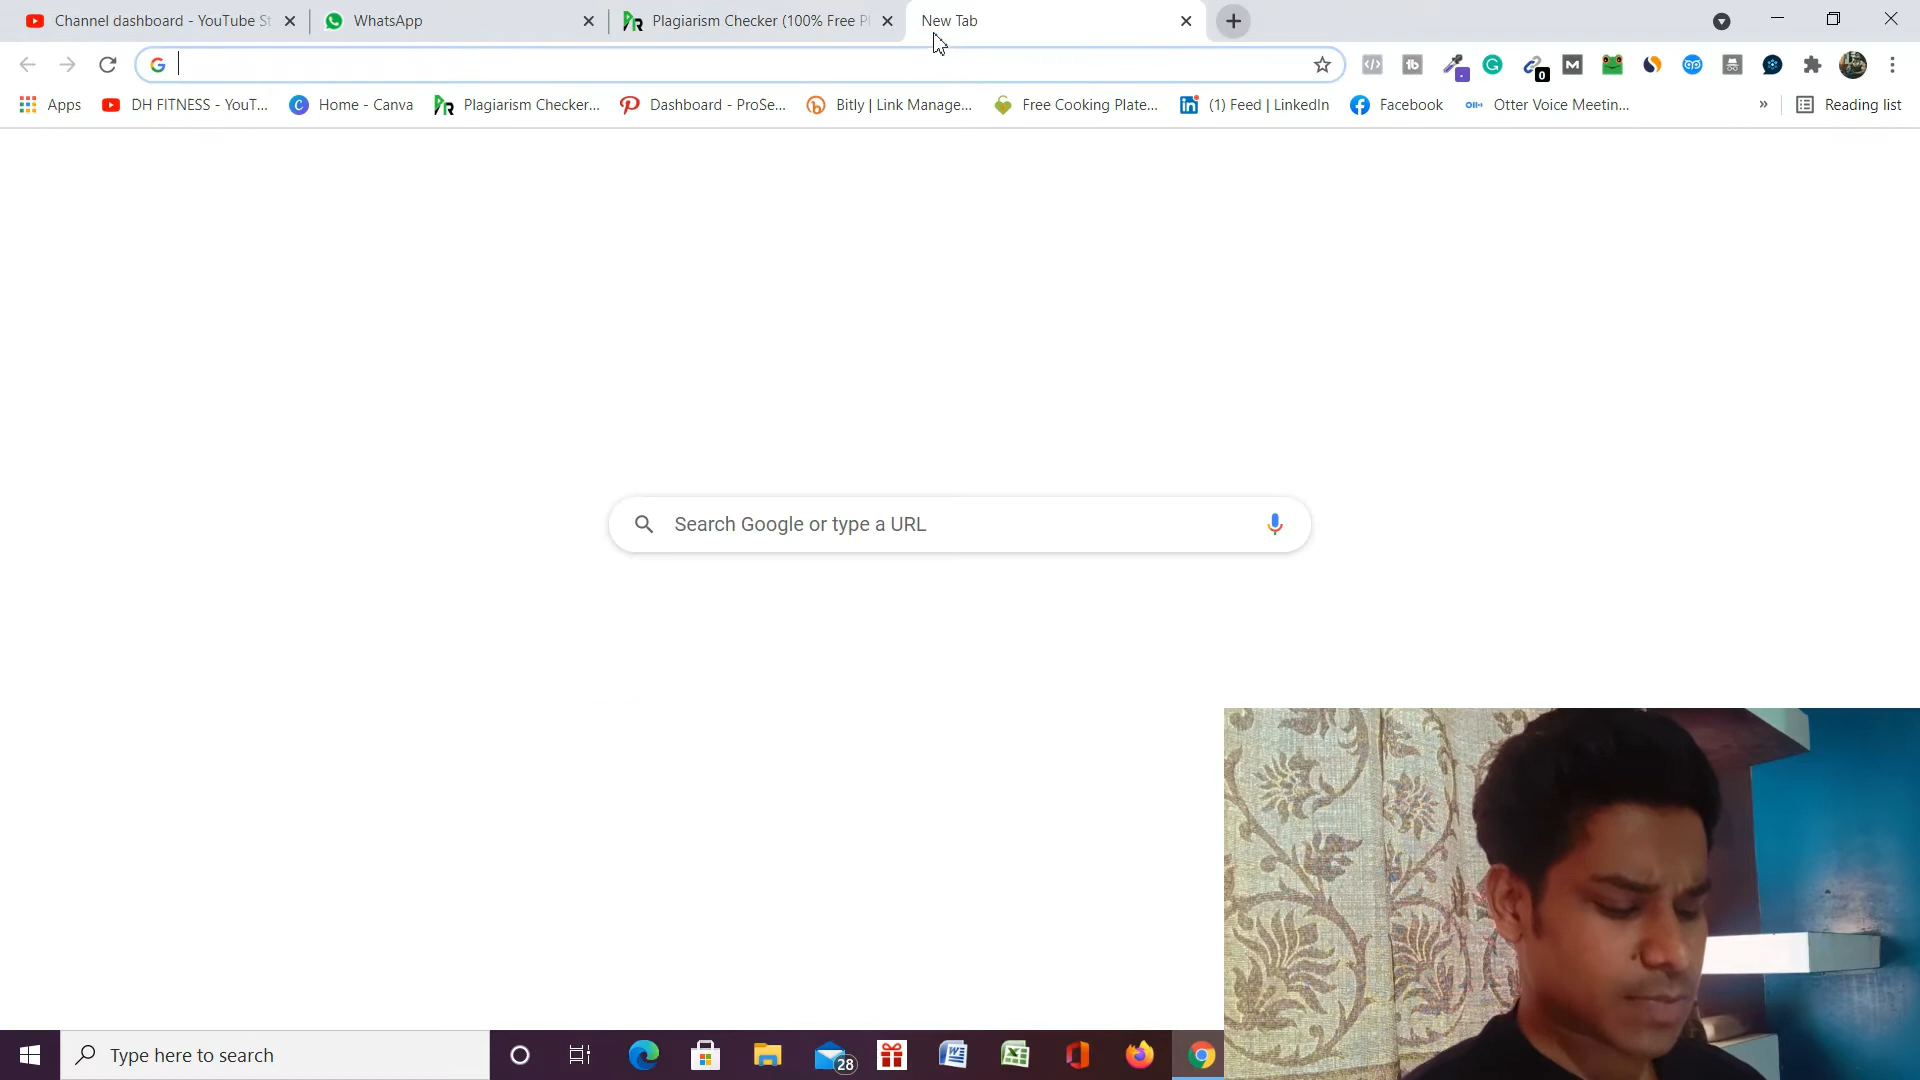 Channel dashboard - YouTube St
WhatsApp
Plagiarism Checker (100% Free Pl
New Tab
0
Apps
DH FITNESS - YouT...
Home - Canva
Plagiarism Checker...
Dashboard - ProSe...
Bitly | Link Manage...
Free Cooking Plate...
(1) Feed | LinkedIn
Facebook
Otter Voice Meetin...
»
Reading list
Search Google or type a URL
Type here to search
28